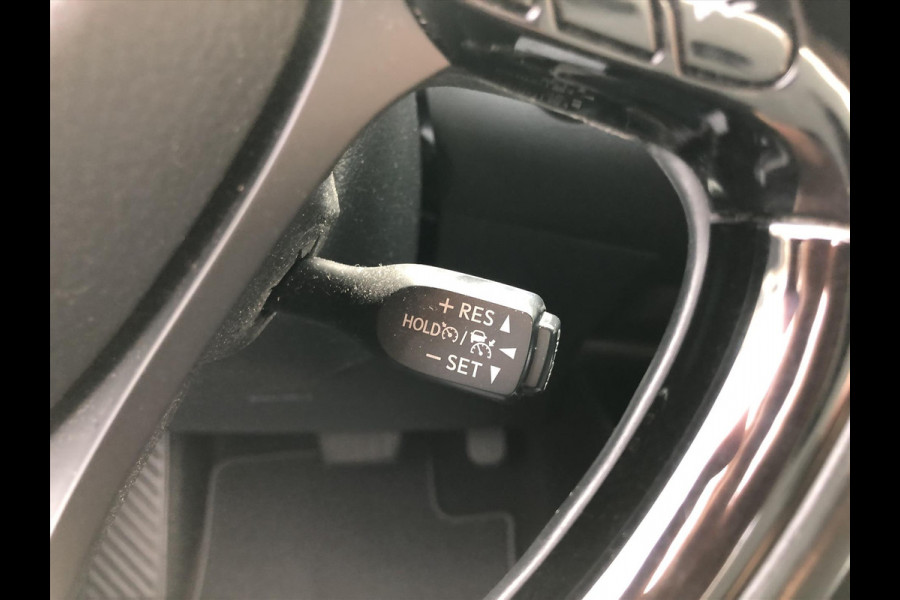 + RES ▲
HOLD /
− SET ▼